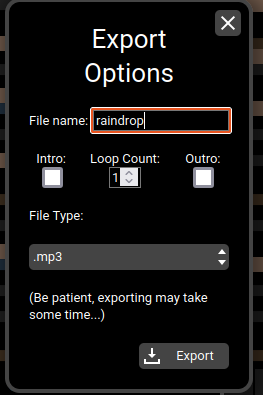 Export
Options
File name: raindrop
Intro: Loop Count: Outro:
1
File Type:
.mp3
(Be patient, exporting may take
some time...)
Export